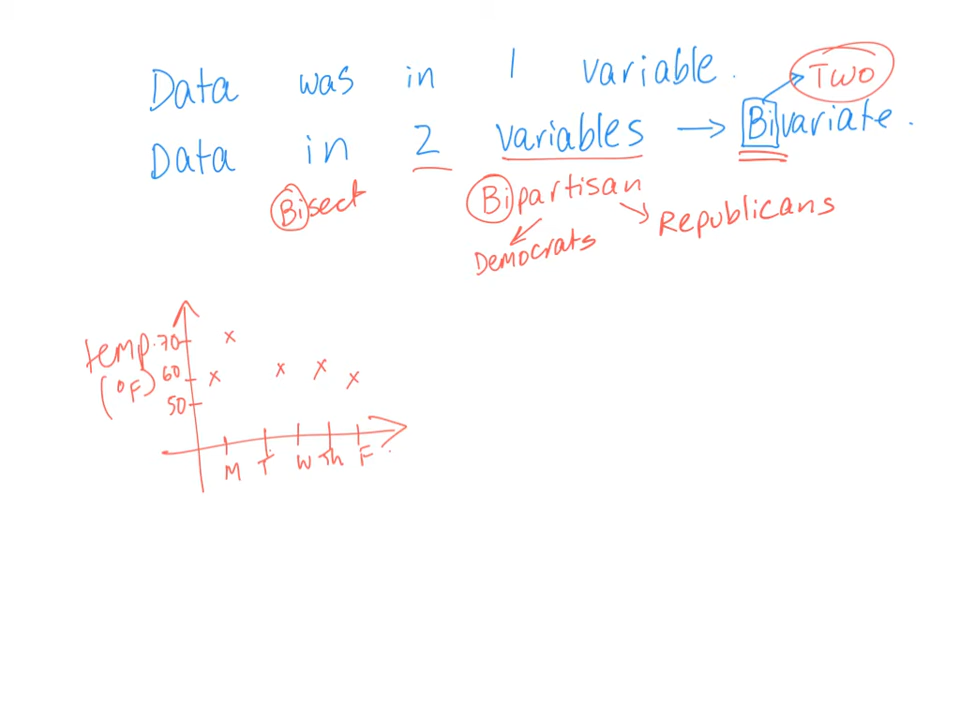 Data was in 1 variable.
Two
Data in 2 variables → Bivariate.
Bisect
Bipartisan
Republicans
Democrats
temp.
(°F)
70
60
50
M T W Th F